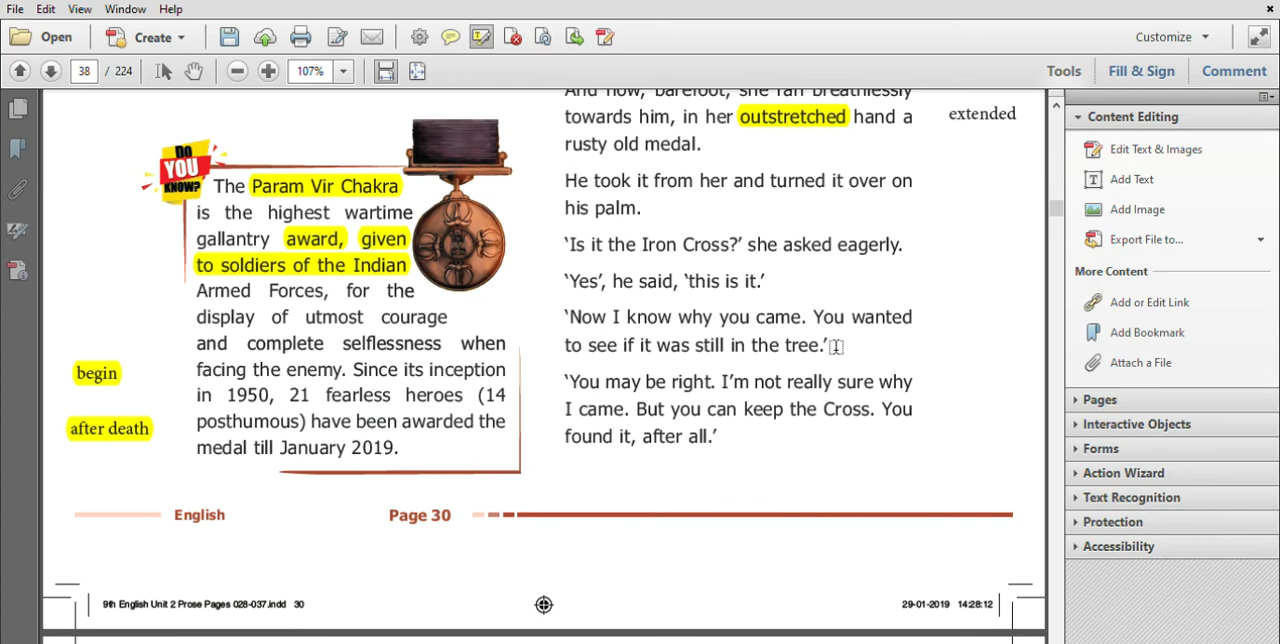 File Edit View Window Help
Open Create Customize
38 / 224 107% Tools Fill & Sign Comment
DO YOU KNOW?
The Param Vir Chakra
is the highest wartime
gallantry award, given
to soldiers of the Indian
Armed Forces, for the
display of utmost courage
and complete selflessness when
facing the enemy. Since its inception
in 1950, 21 fearless heroes (14
posthumous) have been awarded the
medal till January 2019.
begin
after death
And now, barefoot, she ran breathlessly
towards him, in her outstretched hand a
rusty old medal.
extended
He took it from her and turned it over on
his palm.
‘Is it the Iron Cross?’ she asked eagerly.
‘Yes’, he said, ‘this is it.’
‘Now I know why you came. You wanted
to see if it was still in the tree.’
‘You may be right. I’m not really sure why
I came. But you can keep the Cross. You
found it, after all.’
English Page 30
9th English Unit 2 Prose Pages 028-037.indd 30 29-01-2019 14:28:12
Content Editing
Edit Text & Images
Add Text
Add Image
Export File to...
More Content
Add or Edit Link
Add Bookmark
Attach a File
Pages
Interactive Objects
Forms
Action Wizard
Text Recognition
Protection
Accessibility